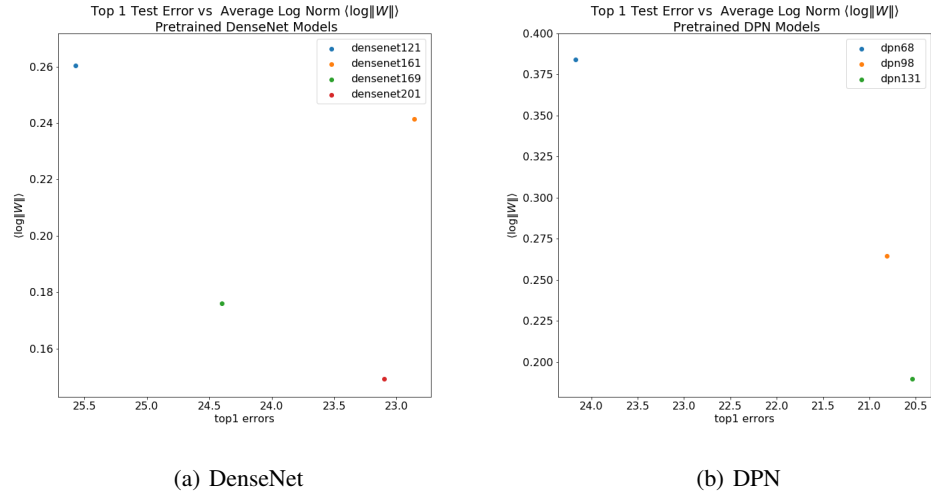 Top 1 Test Error vs Average Log Norm ⟨log‖W‖⟩
Pretrained DenseNet Models
densenet121
densenet161
densenet169
densenet201
0.26
0.24
0.22
0.20
0.18
0.16
⟨log‖W‖⟩
25.5 25.0 24.5 24.0 23.5 23.0
top1 errors
(a) DenseNet
Top 1 Test Error vs Average Log Norm ⟨log‖W‖⟩
Pretrained DPN Models
dpn68
dpn98
dpn131
0.400
0.375
0.350
0.325
0.300
0.275
0.250
0.225
0.200
⟨log‖W‖⟩
24.0 23.5 23.0 22.5 22.0 21.5 21.0 20.5
top1 errors
(b) DPN